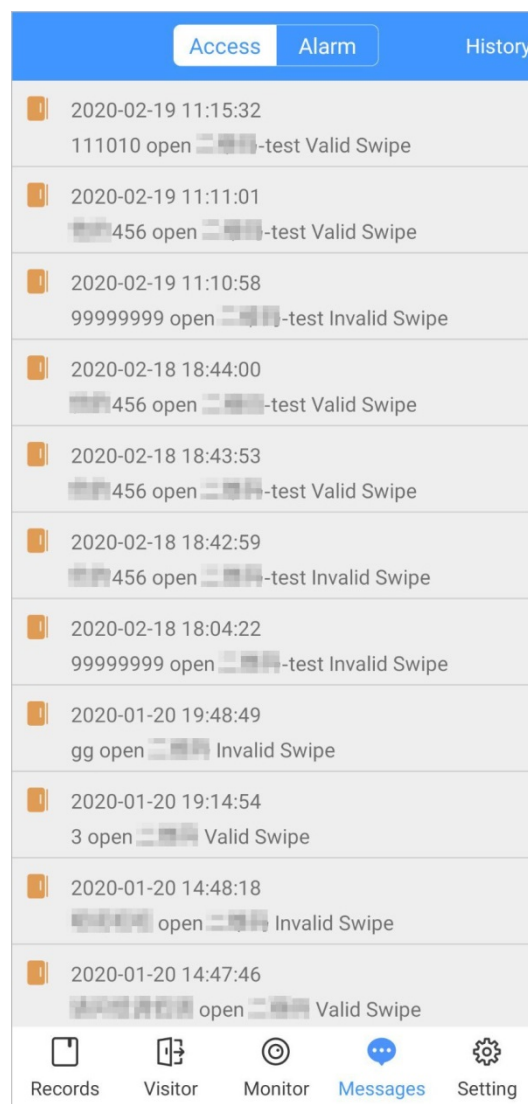 Access Alarm History
2020-02-19 11:15:32
111010 open -test Valid Swipe
2020-02-19 11:11:01
456 open -test Valid Swipe
2020-02-19 11:10:58
99999999 open -test Invalid Swipe
2020-02-18 18:44:00
456 open -test Valid Swipe
2020-02-18 18:43:53
456 open -test Valid Swipe
2020-02-18 18:42:59
456 open -test Invalid Swipe
2020-02-18 18:04:22
99999999 open -test Invalid Swipe
2020-01-20 19:48:49
gg open Invalid Swipe
2020-01-20 19:14:54
3 open Valid Swipe
2020-01-20 14:48:18
open Invalid Swipe
2020-01-20 14:47:46
open Valid Swipe
Records Visitor Monitor Messages Setting